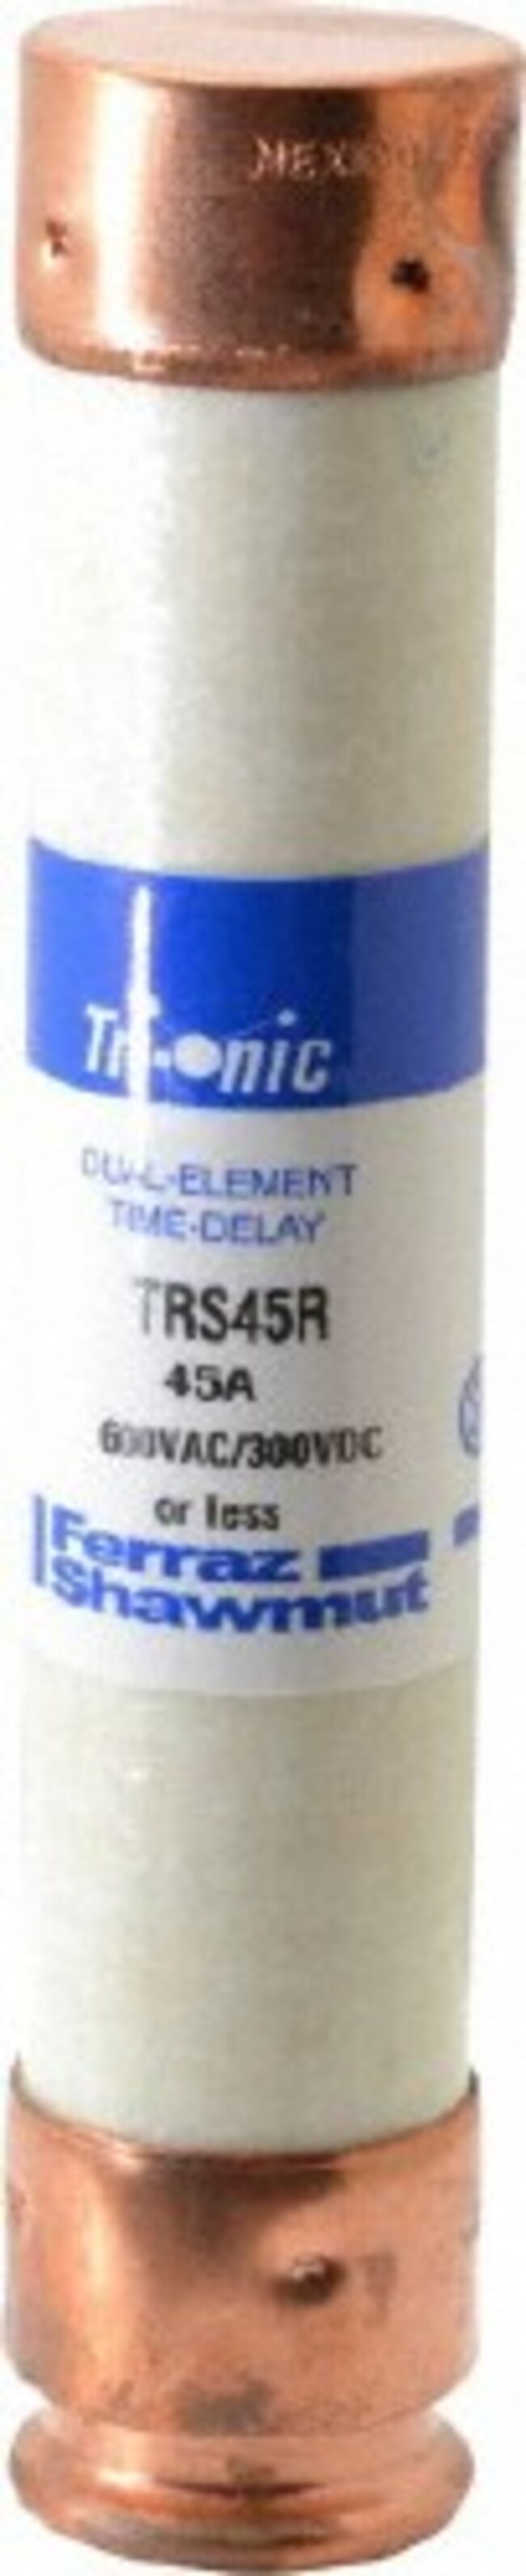 Tri-onic
DUAL-ELEMENT
TIME-DELAY
TRS45R
45A
600VAC/300VDC
or less
Ferraz
Shawmut